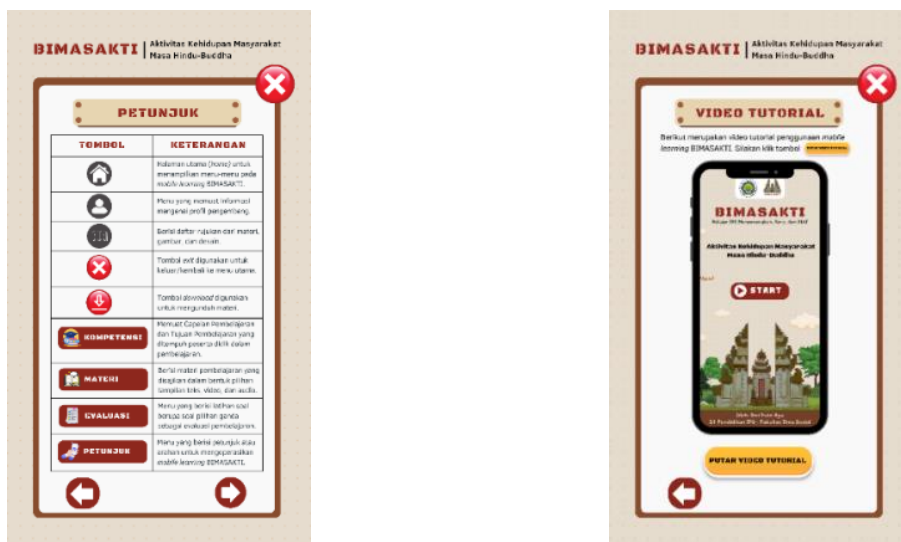 BIMASAKTI
Aktivitas Kehidupan Masyarakat
Masa Hindu-Buddha
PETUNJUK
TOMBOL KETERANGAN
Halaman utama (home) untuk
menampilkan menu-menu pada
mobile learning BIMASAKTI.
Menu yang memuat informasi
mengenai profil pengembang.
Berisi daftar rujukan dari materi,
gambar, dan desain.
Tombol exit digunakan untuk
keluar/kembali ke menu utama.
Tombol download digunakan
untuk mengunduh materi.
KOMPETENSI
Memuat Capaian Pembelajaran
dan Tujuan Pembelajaran yang
ditempuh peserta didik dalam
pembelajaran.
MATERI
Berisi materi pembelajaran yang
disajikan dalam bentuk pilihan
tampilan teks, video, dan audio.
EVALUASI
Menu yang berisi latihan soal
berupa soal pilihan ganda
sebagai evaluasi pembelajaran.
PETUNJUK
Menu yang berisi petunjuk atau
arahan untuk mengoperasikan
mobile learning BIMASAKTI.
BIMASAKTI
Aktivitas Kehidupan Masyarakat
Masa Hindu-Buddha
VIDEO TUTORIAL
Berikut merupakan video tutorial penggunaan mobile
learning BIMASAKTI. Silakan klik tombol
BIMASAKTI
Aktivitas Kehidupan Masyarakat
Masa Hindu-Buddha
START
PUTAR VIDEO TUTORIAL